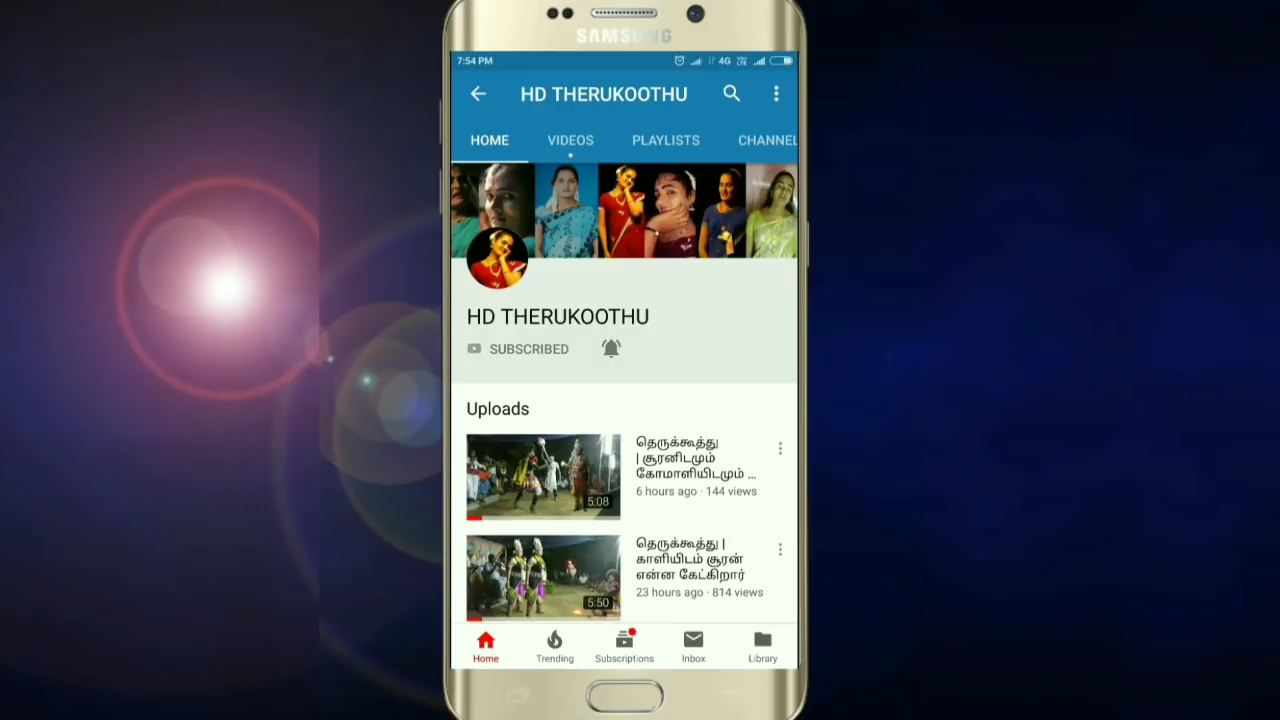 SAMSUNG
7:54 PM
4G VoLTE
HD THERUKOOTHU
HOME VIDEOS PLAYLISTS CHANNEL
HD THERUKOOTHU
SUBSCRIBED
Uploads
தெருக்கூத்து
| சூரனிடமும்
கோமாளியிடமும் ...
6 hours ago · 144 views
5:08
தெருக்கூத்து |
காளியிடம் சூரன்
என்ன கேட்கிறார்
23 hours ago · 814 views
5:50
Home Trending Subscriptions Inbox Library